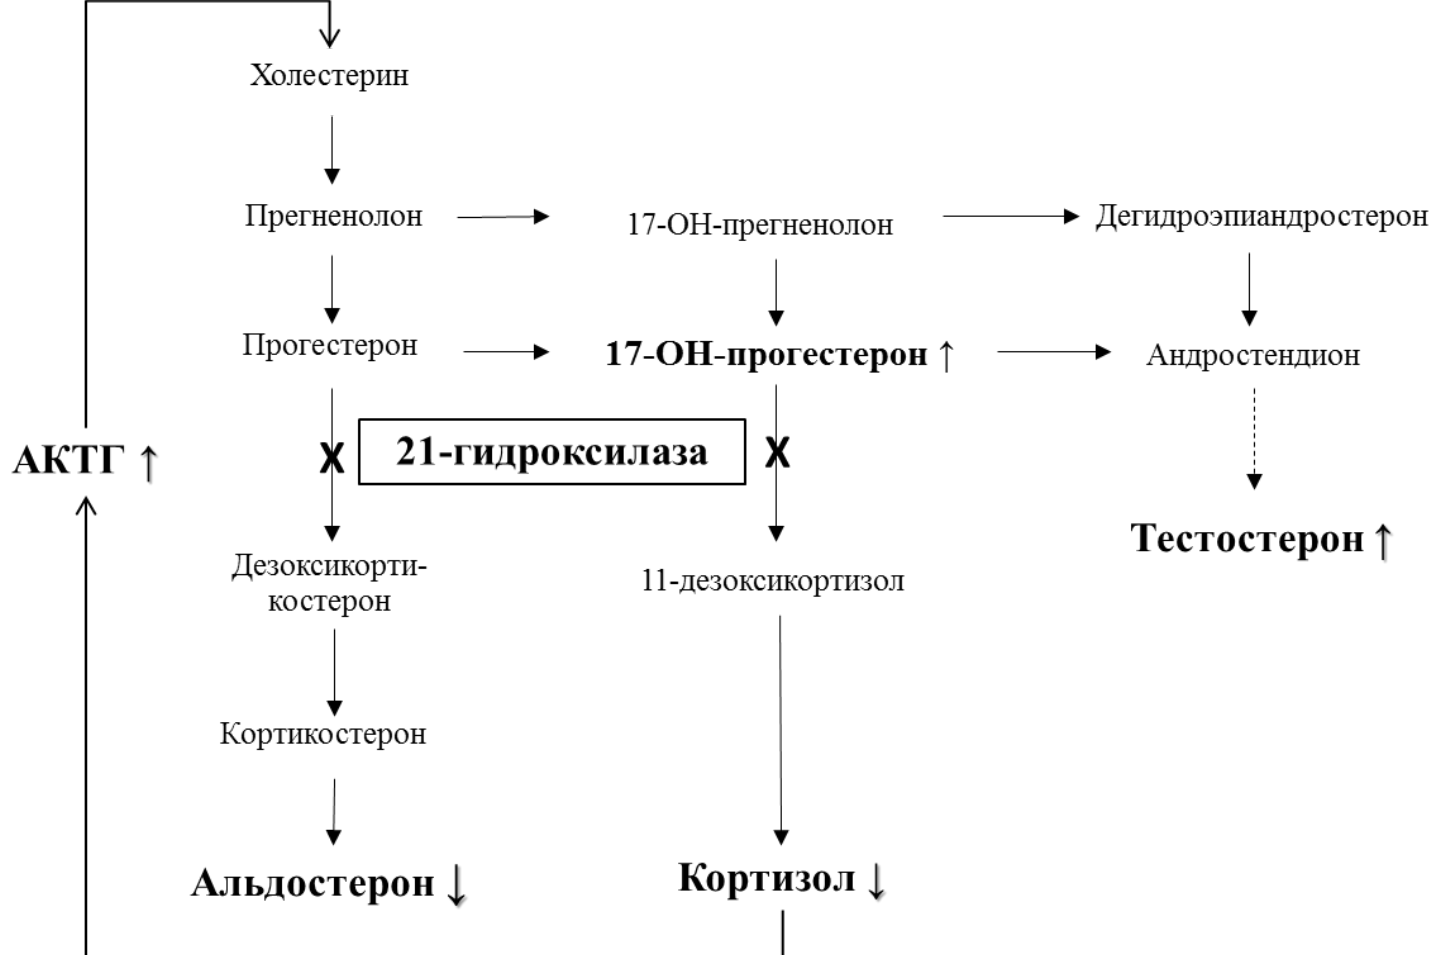 Холестерин
Прегненолон
17-ОН-прегненолон
Дегидроэпиандростерон
Прогестерон
17-ОН-прогестерон ↑
Андростендион
АКТГ ↑
X
21-гидроксилаза
X
Тестостерон ↑
Дезоксикорти-
костерон
11-дезоксикортизол
Кортикостерон
Альдостерон ↓
Кортизол ↓